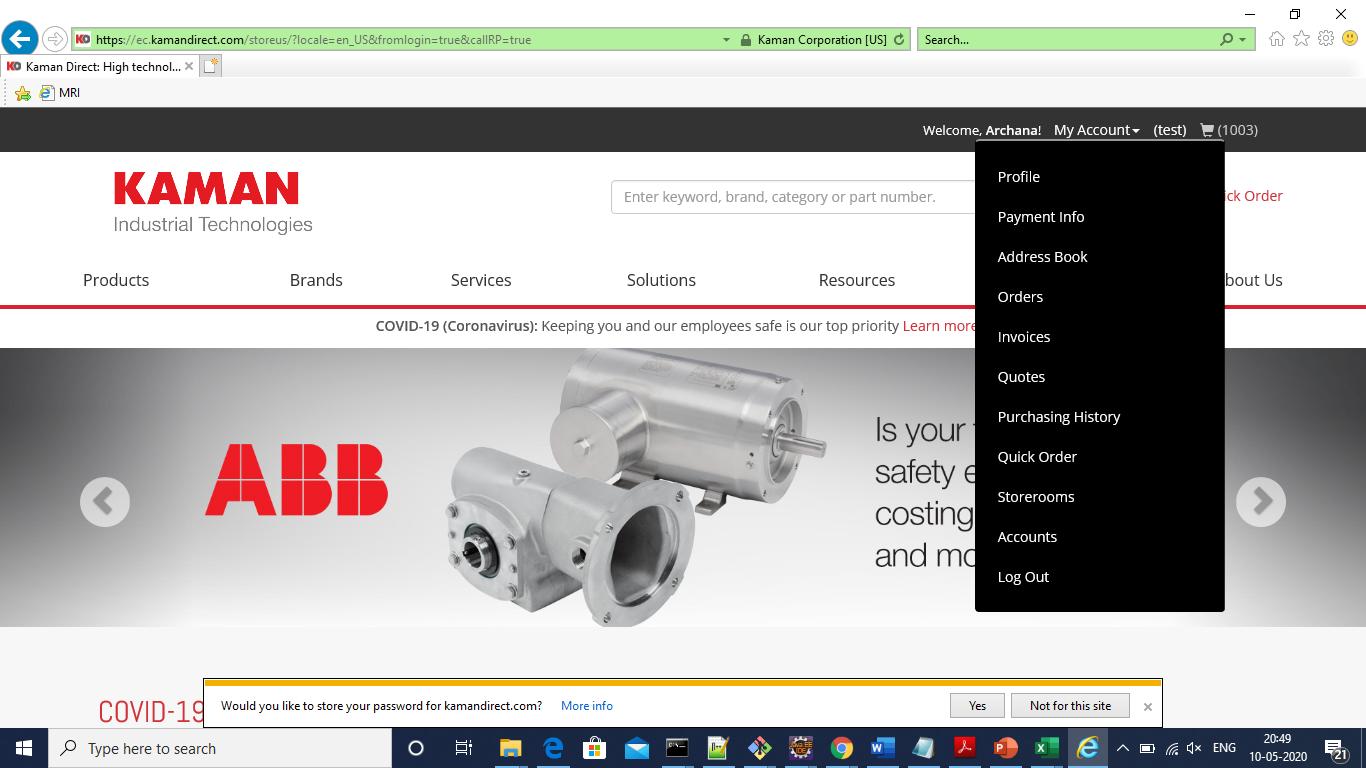 https://ec.kamandirect.com/storeus/?locale=en_US&fromlogin=true&callRP=true
Kaman Corporation [US]
Search...
Kaman Direct: High technol...
MRI
Welcome, Archana!
My Account
(test)
(1003)
KAMAN
Industrial Technologies
Enter keyword, brand, category or part number.
ick Order
Products
Brands
Services
Solutions
Resources
bout Us
COVID-19 (Coronavirus): Keeping you and our employees safe is our top priority Learn more
Profile
Payment Info
Address Book
Orders
Invoices
Quotes
Purchasing History
Quick Order
Storerooms
Accounts
Log Out
ABB
Is your
safety e
costing
and mo
COVID-19
Would you like to store your password for kamandirect.com?
More info
Yes
Not for this site
Type here to search
ENG
20:49
10-05-2020
21